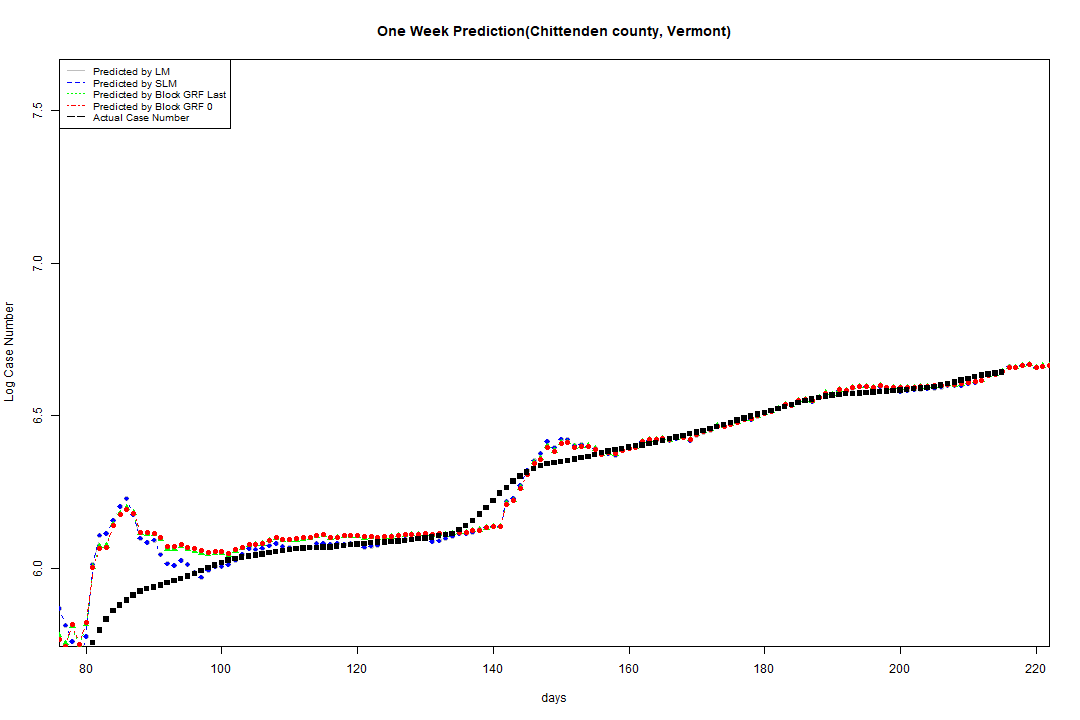 One Week Prediction(Chittenden county, Vermont)
Predicted by LM
Predicted by SLM
Predicted by Block GRF Last
Predicted by Block GRF 0
Actual Case Number
7.5
7.0
6.5
6.0
Log Case Number
80 100 120 140 160 180 200 220
days